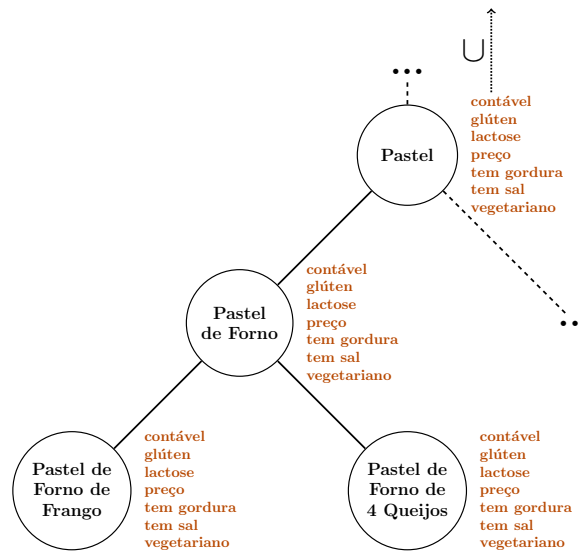 ∪
...
contável
glúten
lactose
preço
tem gordura
tem sal
vegetariano
Pastel
contável
glúten
lactose
preço
tem gordura
tem sal
vegetariano
Pastel
de Forno
..
contável
glúten
lactose
preço
tem gordura
tem sal
vegetariano
Pastel de
Forno de
Frango
contável
glúten
lactose
preço
tem gordura
tem sal
vegetariano
Pastel de
Forno de
4 Queijos